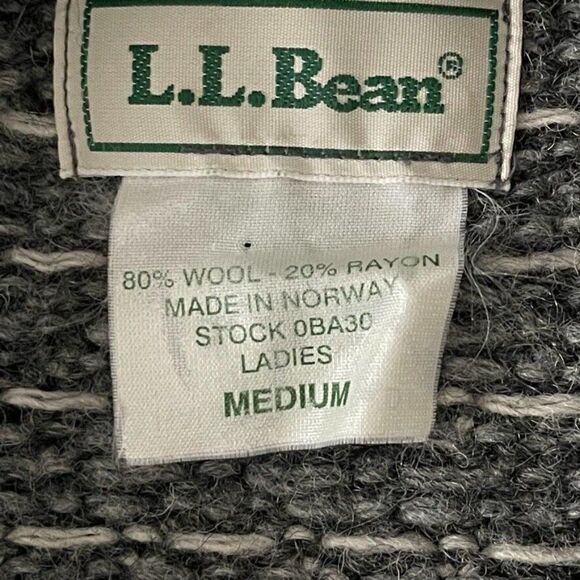 L.L.Bean®
80% WOOL - 20% RAYON
MADE IN NORWAY
STOCK 0BA30
LADIES
MEDIUM